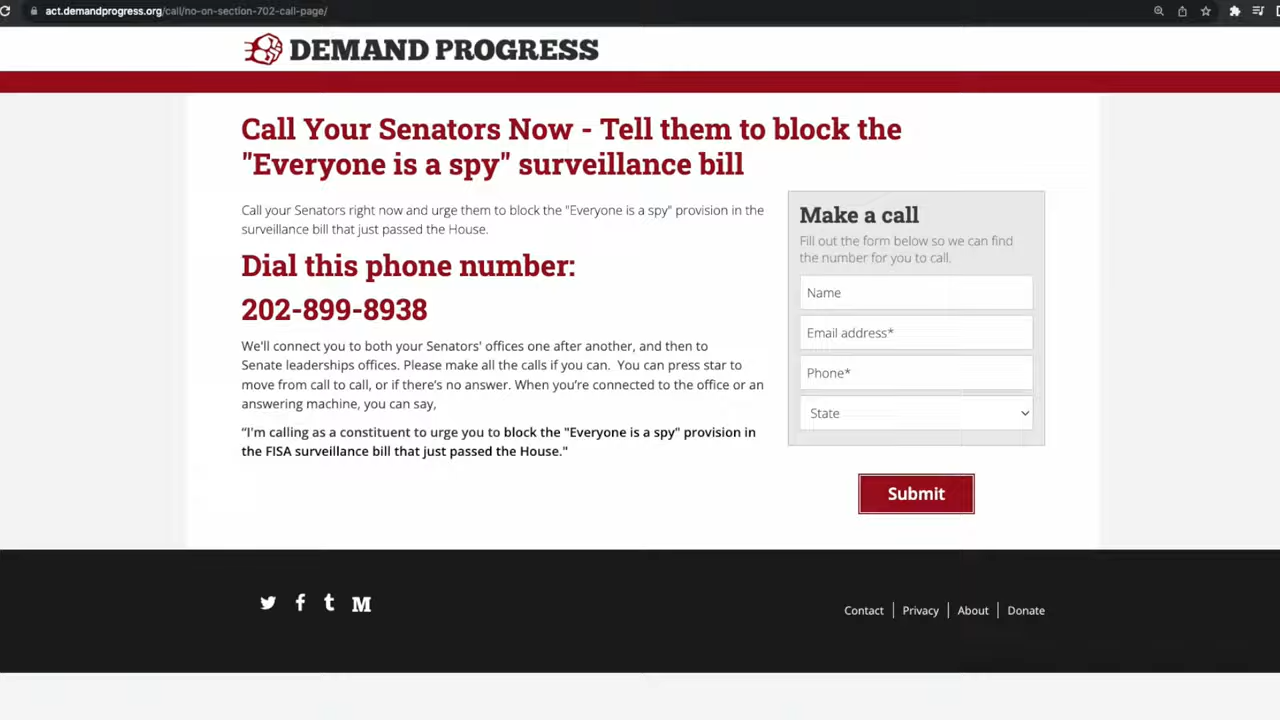 act.demandprogress.org/call/no-on-section-702-call-page/
DEMAND PROGRESS
Call Your Senators Now - Tell them to block the
"Everyone is a spy" surveillance bill
Call your Senators right now and urge them to block the "Everyone is a spy" provision in the
surveillance bill that just passed the House.
Dial this phone number:
202-899-8938
We'll connect you to both your Senators' offices one after another, and then to
Senate leaderships offices. Please make all the calls if you can.  You can press star to
move from call to call, or if there's no answer. When you're connected to the office or an
answering machine, you can say,
“I'm calling as a constituent to urge you to block the "Everyone is a spy" provision in
the FISA surveillance bill that just passed the House."
Make a call
Fill out the form below so we can find
the number for you to call.
Name
Email address*
Phone*
State
Submit
Contact | Privacy | About | Donate